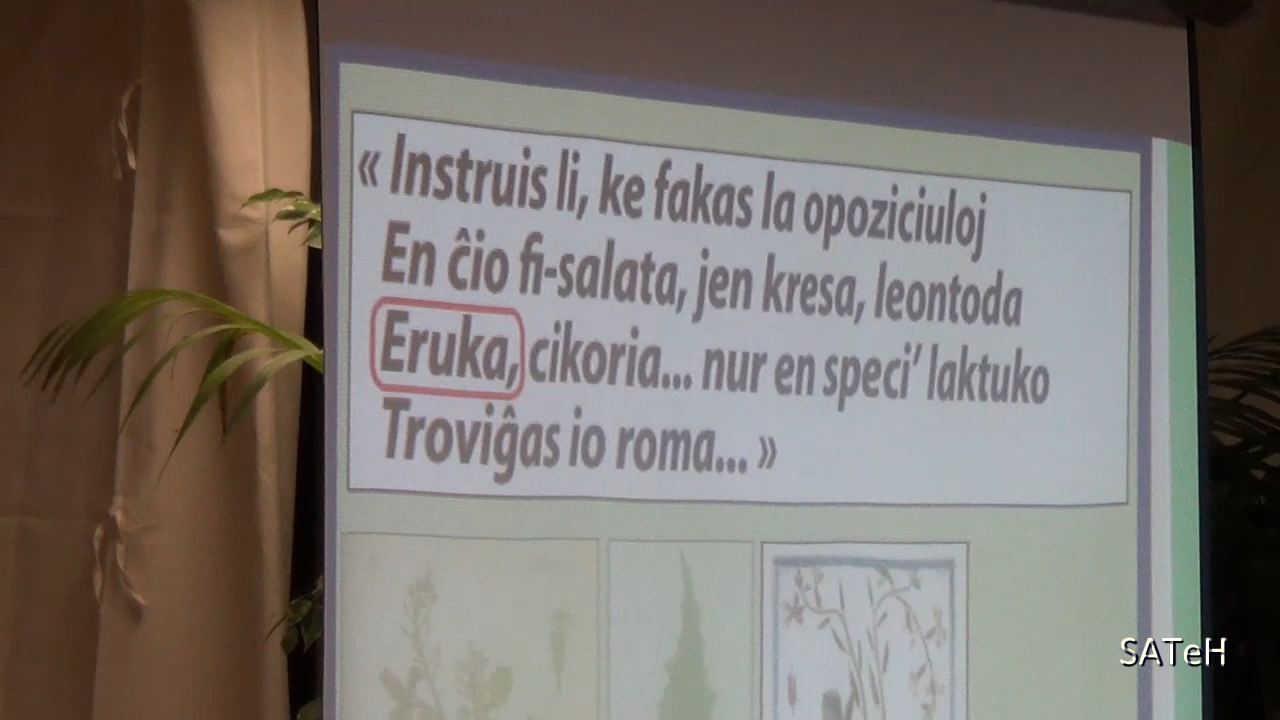 « Instruis li, ke fakas la opoziciuloj
En ĉio fi-salata, jen kresa, leontoda
Eruka, cikoria... nur en speci’ laktuko
Troviĝas io roma... »
SATeH